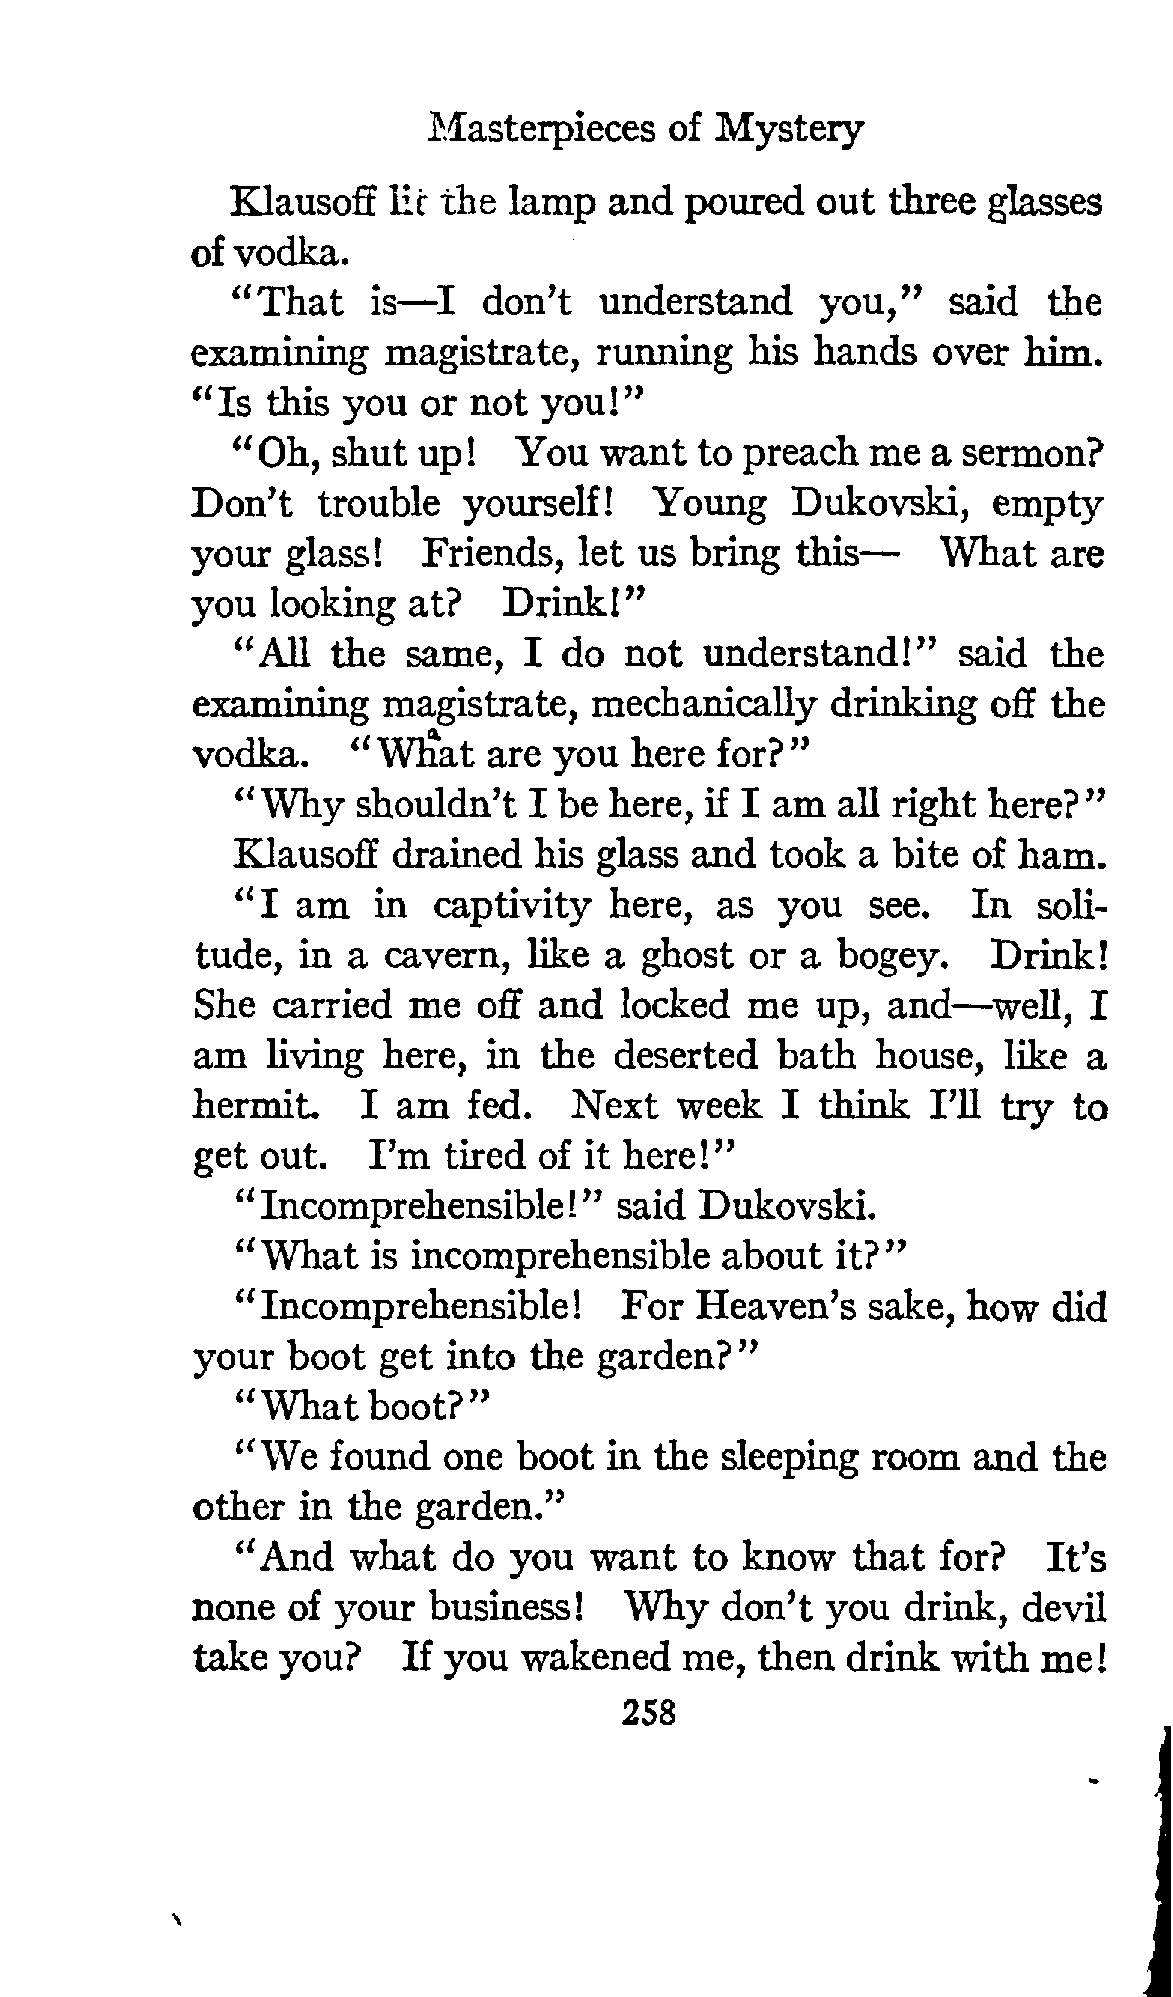 Masterpieces of Mystery
Klausoff lit the lamp and poured out three glasses
of vodka.
"That is—I don't understand you," said the
examining magistrate, running his hands over him.
"Is this you or not you!"
"Oh, shut up! You want to preach me a sermon?
Don't trouble yourself! Young Dukovski, empty
your glass! Friends, let us bring this— What are
you looking at? Drink!"
"All the same, I do not understand!" said the
examining magistrate, mechanically drinking off the
vodka. "What are you here for?"
"Why shouldn't I be here, if I am all right here?"
Klausoff drained his glass and took a bite of ham.
"I am in captivity here, as you see. In soli-
tude, in a cavern, like a ghost or a bogey. Drink!
She carried me off and locked me up, and—well, I
am living here, in the deserted bath house, like a
hermit. I am fed. Next week I think I'll try to
get out. I'm tired of it here!"
"Incomprehensible!" said Dukovski.
"What is incomprehensible about it?"
"Incomprehensible! For Heaven's sake, how did
your boot get into the garden?"
"What boot?"
"We found one boot in the sleeping room and the
other in the garden."
"And what do you want to know that for? It's
none of your business! Why don't you drink, devil
take you? If you wakened me, then drink with me!
258